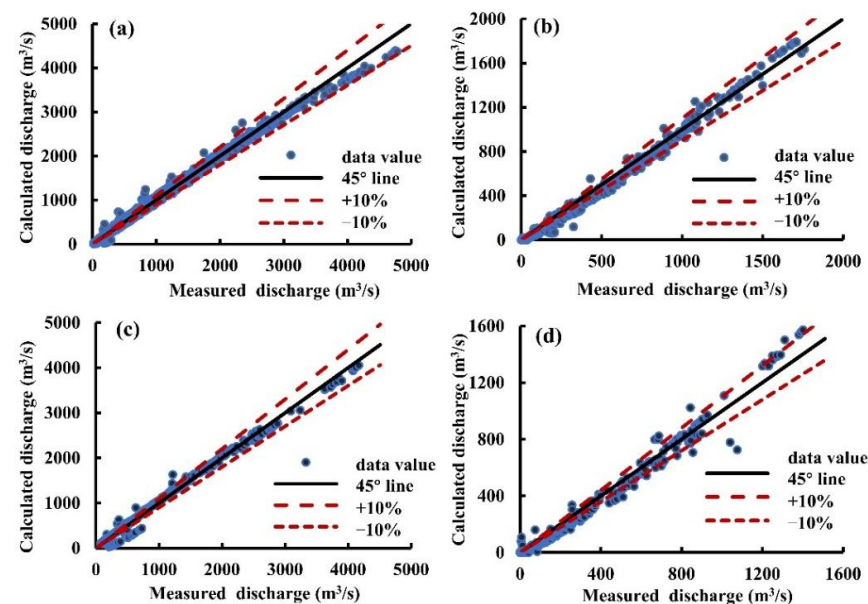 (a)
Calculated discharge (m³/s)
5000
4000
3000
2000
1000
0
0 1000 2000 3000 4000 5000
Measured discharge (m³/s)
data value
45° line
+10%
−10%
(b)
Calculated discharge (m³/s)
2000
1600
1200
800
400
0
0 500 1000 1500 2000
Measured discharge (m³/s)
data value
45° line
+10%
−10%
(c)
Calculated discharge (m³/s)
5000
4000
3000
2000
1000
0
0 1000 2000 3000 4000 5000
Measured discharge (m³/s)
data value
45° line
+10%
−10%
(d)
Calculated discharge (m³/s)
1600
1200
800
400
0
0 400 800 1200 1600
Measured discharge (m³/s)
data value
45° line
+10%
−10%